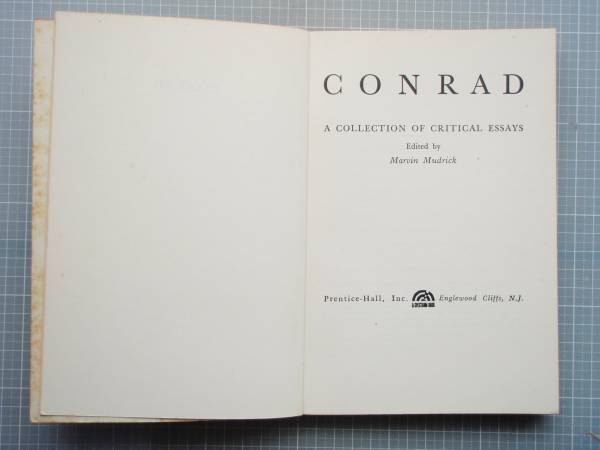 CONRAD
A COLLECTION OF CRITICAL ESSAYS
Edited by
Marvin Mudrick
Prentice-Hall, Inc. Englewood Cliffs, N.J.